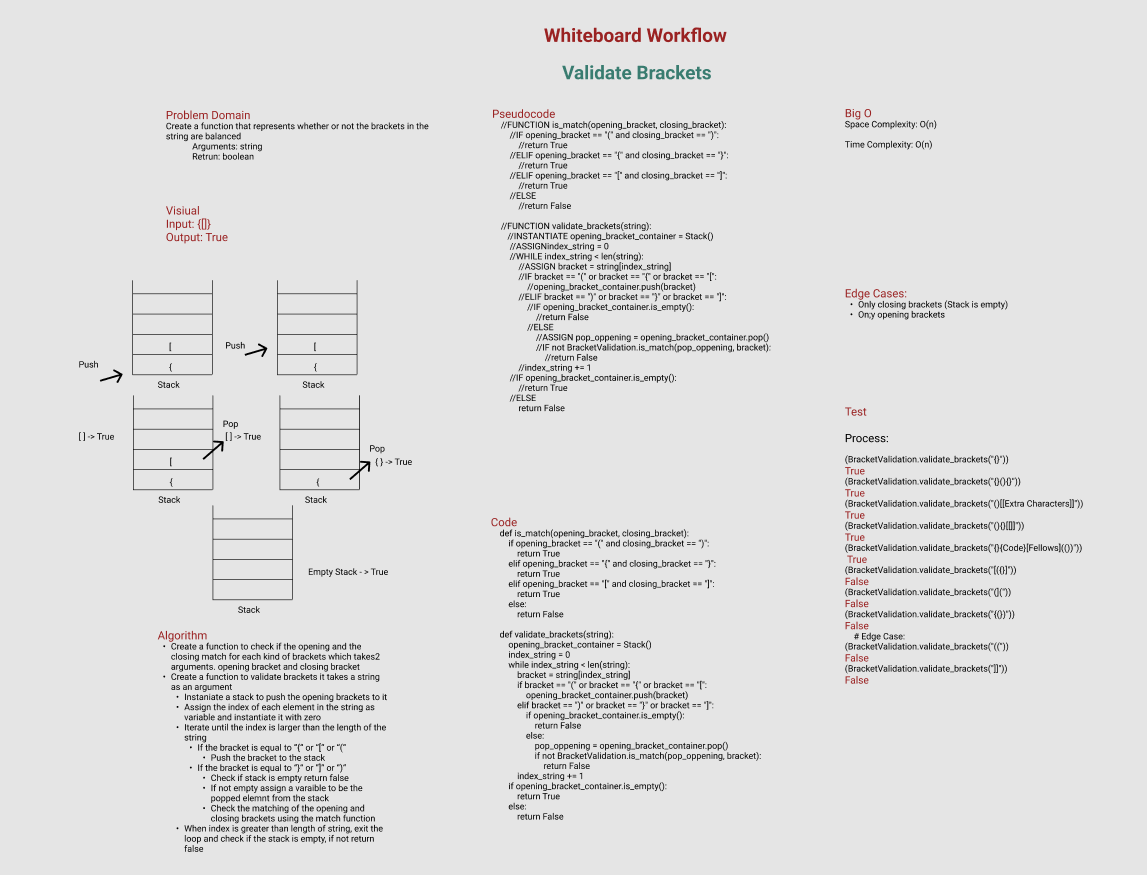 Whiteboard Workflow
Validate Brackets
Problem Domain
Create a function that represents whether or not the brackets in the
string are balanced
Arguments: string
Retrun: boolean
Visiual
Input: {[]}
Output: True
[
{
Push
Stack
Push
[
{
Stack
[ ] -> True
[
{
Stack
Pop
[ ] -> True
{
Stack
Pop
{ } -> True
Empty Stack - > True
Stack
Algorithm
• Create a function to check if the opening and the
closing match for each kind of brackets which takes2
arguments. opening bracket and closing bracket
• Create a function to validate brackets it takes a string
as an argument
• Instaniate a stack to push the opening brackets to it
• Assign the index of each element in the string as
variable and instantiate it with zero
• Iterate until the index is larger than the length of the
string
• If the bracket is equal to "{" or "[" or "("
• Push the bracket to the stack
• If the bracket is equal to "}" or "]" or ")"
• Check if stack is empty return false
• If not empty assign a varaible to be the
popped elemnt from the stack
• Check the matching of the opening and
closing brackets using the match function
• When index is greater than length of string, exit the
loop and check if the stack is empty, if not return
false
Pseudocode
//FUNCTION is_match(opening_bracket, closing_bracket):
//IF opening_bracket == "(" and closing_bracket == ")":
//return True
//ELIF opening_bracket == "{" and closing_bracket == "}":
//return True
//ELIF opening_bracket == "[" and closing_bracket == "]":
//return True
//ELSE
//return False
//FUNCTION validate_brackets(string):
//INSTANTIATE opening_bracket_container = Stack()
//ASSIGNindex_string = 0
//WHILE index_string < len(string):
//ASSIGN bracket = string[index_string]
//IF bracket == "(" or bracket == "{" or bracket == "[":
//opening_bracket_container.push(bracket)
//ELIF bracket == ")" or bracket == "}" or bracket == "]":
//IF opening_bracket_container.is_empty():
//return False
//ELSE
//ASSIGN pop_oppening = opening_bracket_container.pop()
//IF not BracketValidation.is_match(pop_oppening, bracket):
//return False
//index_string += 1
//IF opening_bracket_container.is_empty():
//return True
//ELSE
return False
Code
def is_match(opening_bracket, closing_bracket):
if opening_bracket == "(" and closing_bracket == ")":
return True
elif opening_bracket == "{" and closing_bracket == "}":
return True
elif opening_bracket == "[" and closing_bracket == "]":
return True
else:
return False
def validate_brackets(string):
opening_bracket_container = Stack()
index_string = 0
while index_string < len(string):
bracket = string[index_string]
if bracket == "(" or bracket == "{" or bracket == "[":
opening_bracket_container.push(bracket)
elif bracket == ")" or bracket == "}" or bracket == "]":
if opening_bracket_container.is_empty():
return False
else:
pop_oppening = opening_bracket_container.pop()
if not BracketValidation.is_match(pop_oppening, bracket):
return False
index_string += 1
if opening_bracket_container.is_empty():
return True
else:
return False
Big O
Space Complexity: O(n)
Time Complexity: O(n)
Edge Cases:
• Only closing brackets (Stack is empty)
• On;y opening brackets
Test
Process:
(BracketValidation.validate_brackets("{}"))
True
(BracketValidation.validate_brackets("{}(){}"))
True
(BracketValidation.validate_brackets("()[[Extra Characters]]"))
True
(BracketValidation.validate_brackets("(){}[[]]"))
True
(BracketValidation.validate_brackets("{}{Code}[Fellows](())"))
True
(BracketValidation.validate_brackets("[({}]"))
False
(BracketValidation.validate_brackets("(]("))
False
(BracketValidation.validate_brackets("{(})"))
False
# Edge Case:
(BracketValidation.validate_brackets("(("))
False
(BracketValidation.validate_brackets("]]"))
False